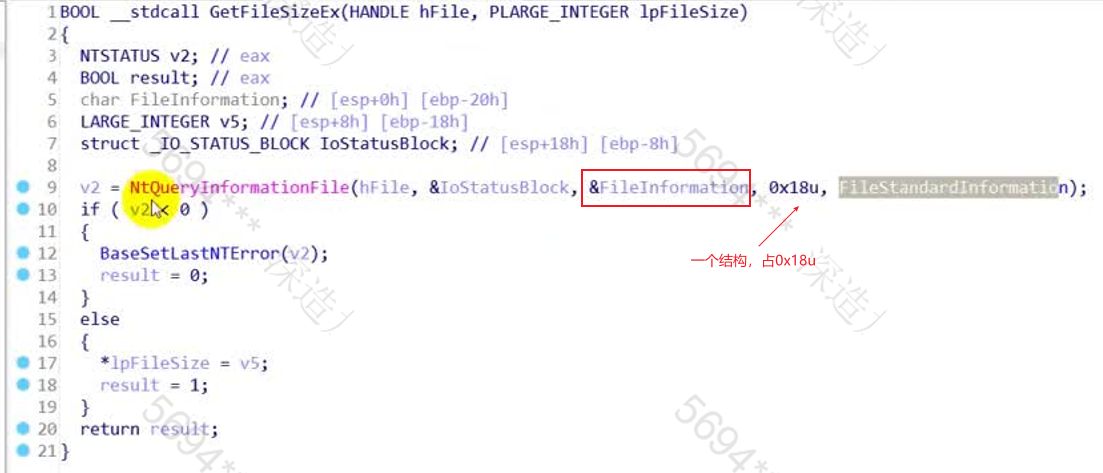 1 BOOL __stdcall GetFileSizeEx(HANDLE hFile, PLARGE_INTEGER lpFileSize)
2 {
3 NTSTATUS v2; // eax
4 BOOL result; // eax
5 char FileInformation; // [esp+0h] [ebp-20h]
6 LARGE_INTEGER v5; // [esp+8h] [ebp-18h]
7 struct _IO_STATUS_BLOCK IoStatusBlock; // [esp+18h] [ebp-8h]
8
9 v2 = NtQueryInformationFile(hFile, &IoStatusBlock, &FileInformation, 0x18u, FileStandardInformation);
10 if ( v2 < 0 )
11 {
12 BaseSetLastNTError(v2);
一个结构，占0x18u
13 result = 0;
14 }
15 else
16 {
17 *lpFileSize = v5;
18 result = 1;
19 }
20 return result;
21 }
5694***
深造
5694***
深造
5694***
5694***
深造
深造